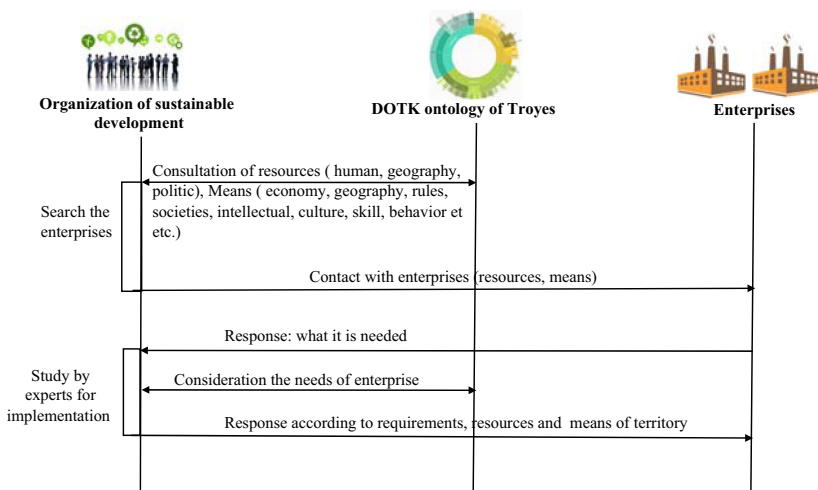 Organization of sustainable
development
DOTK ontology of Troyes
Enterprises
Consultation of resources ( human, geography,
politic), Means ( economy, geography, rules,
societies, intellectual, culture, skill, behavior et
etc.)
Search the
enterprises
Contact with enterprises (resources, means)
Response: what it is needed
Study by
experts for
implementation
Consideration the needs of enterprise
Response according to requirements, resources and means of territory